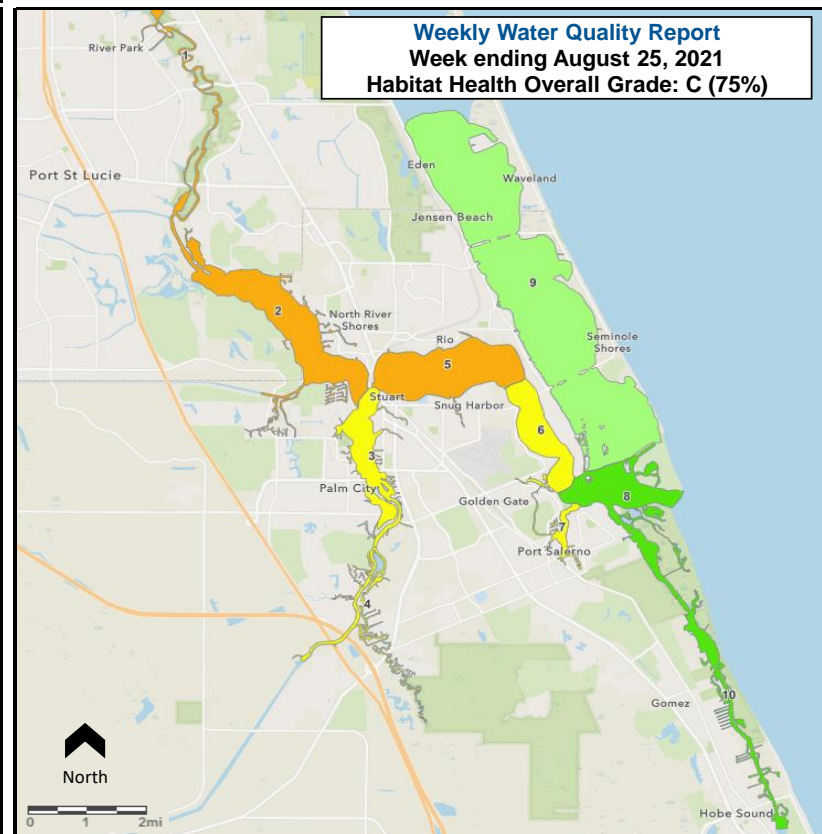 Weekly Water Quality Report
Week ending August 25, 2021
Habitat Health Overall Grade: C (75%)
River Park
1
Port St Lucie
Eden
Waveland
Jensen Beach
9
2
North River
Shores
Rio
Seminole
Shores
5
Stuart
Snug Harbor
6
3
Palm City
Golden Gate
8
7
Port Salerno
4
Gomez
10
North
Hobe Sound
0 1 2mi